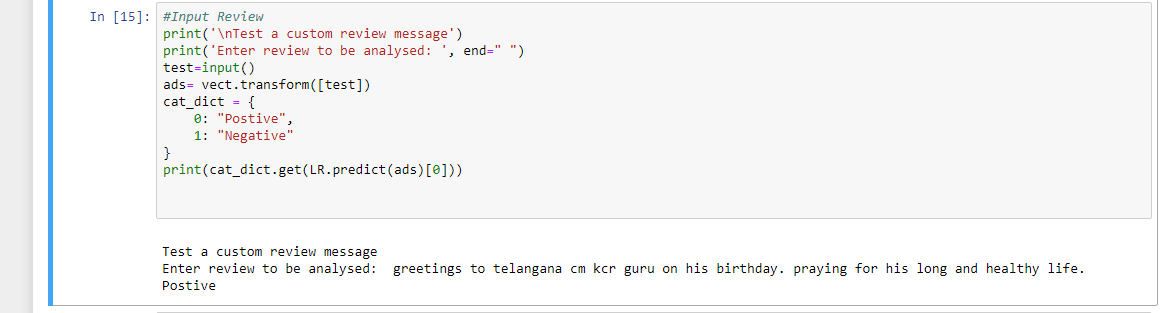 In [15]: #Input Review
print('\nTest a custom review message')
print('Enter review to be analysed: ', end=" ")
test=input()
ads= vect.transform([test])
cat_dict = {
    0: "Postive",
    1: "Negative"
}
print(cat_dict.get(LR.predict(ads)[0]))
Test a custom review message
Enter review to be analysed:  greetings to telangana cm kcr guru on his birthday. praying for his long and healthy life.
Postive